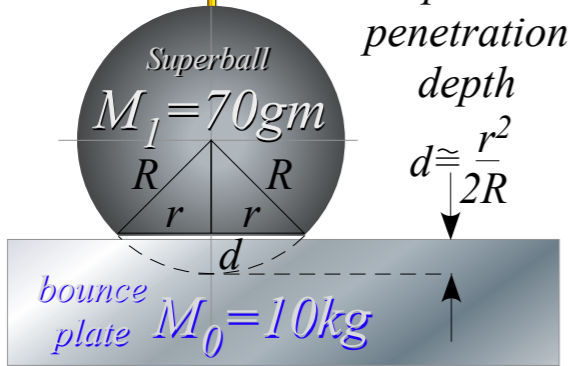 penetration
depth
d≅r²/2R
Superball
M₁=70gm
R R
r r
d
bounce
plate
M₀=10kg